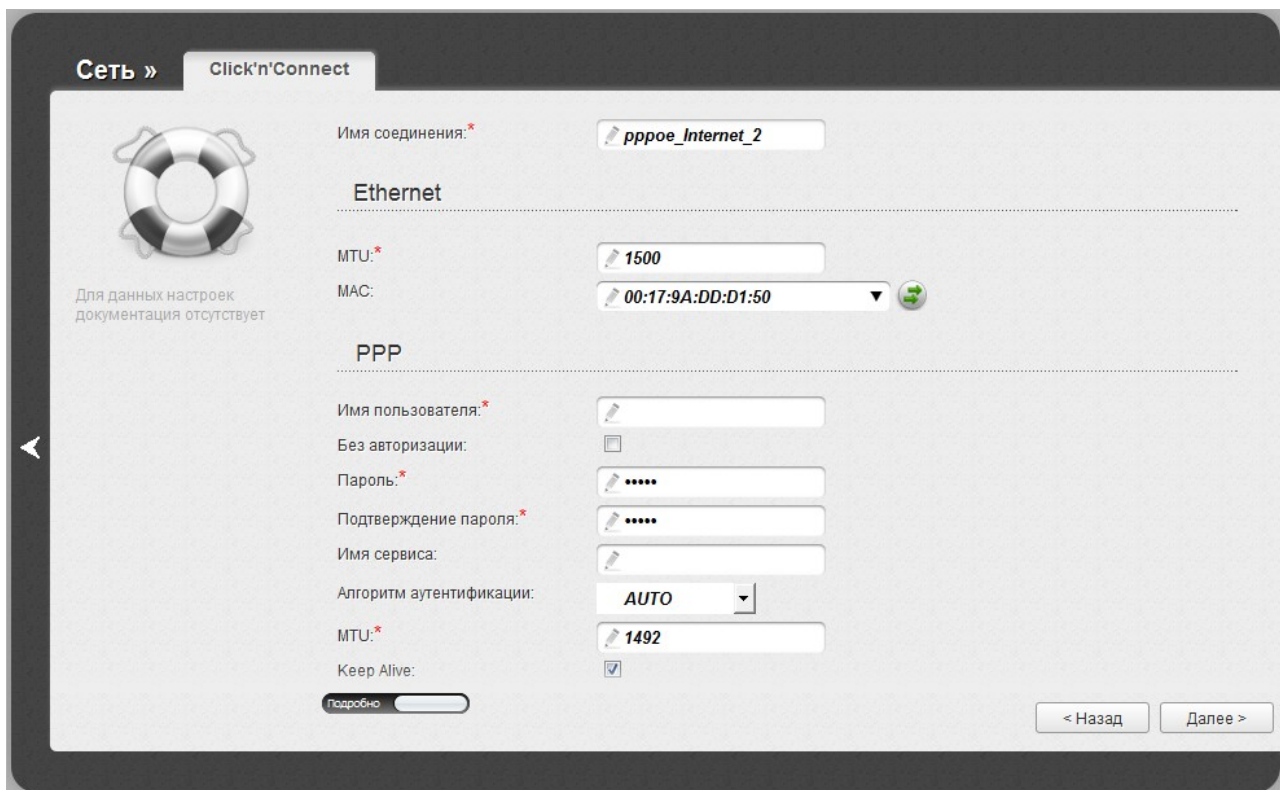 Сеть »
Click'n'Connect
Для данных настроек
документация отсутствует
Имя соединения:* pppoe_Internet_2
Ethernet
MTU:* 1500
MAC: 00:17:9A:DD:D1:50
PPP
Имя пользователя:*
Без авторизации:
Пароль:* •••••
Подтверждение пароля:* •••••
Имя сервиса:
Алгоритм аутентификации: AUTO
MTU:* 1492
Keep Alive:
Подробно
< Назад
Далее >